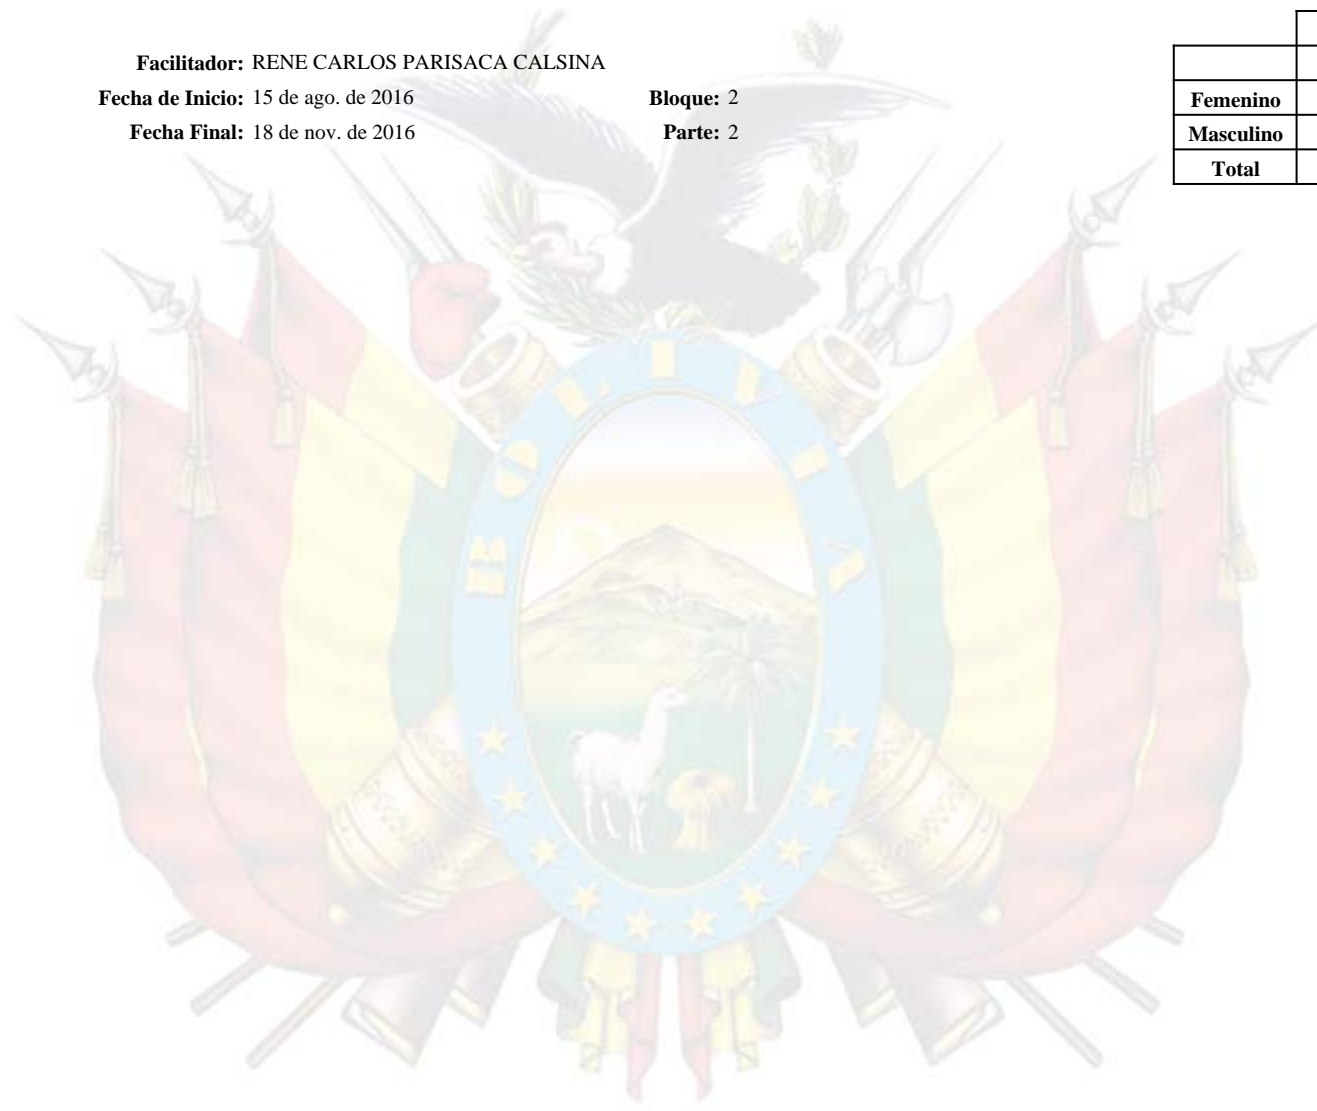 Facilitador: RENE CARLOS PARISACA CALSINA
Fecha de Inicio: 15 de ago. de 2016 Bloque: 2
Fecha Final: 18 de nov. de 2016 Parte: 2
Femenino
Masculino
Total
BOLIVIA